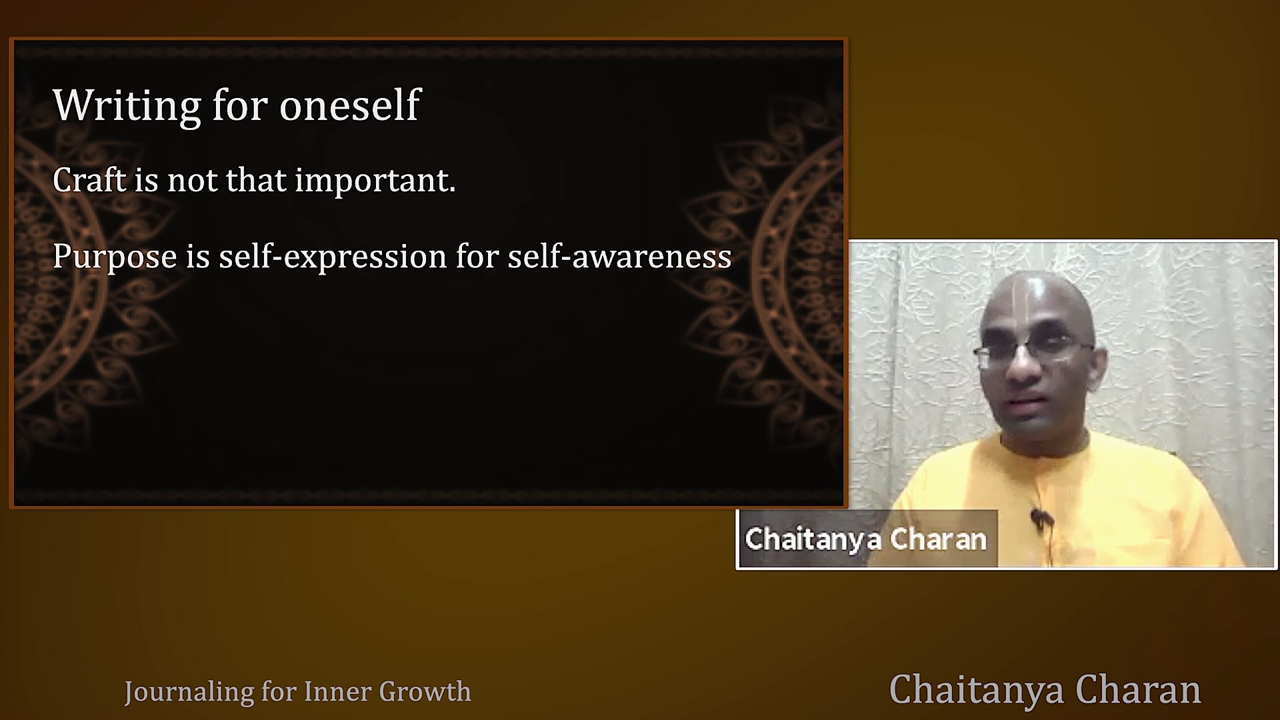 Writing for oneself
Craft is not that important.
Purpose is self-expression for self-awareness
Chaitanya Charan
Journaling for Inner Growth
Chaitanya Charan